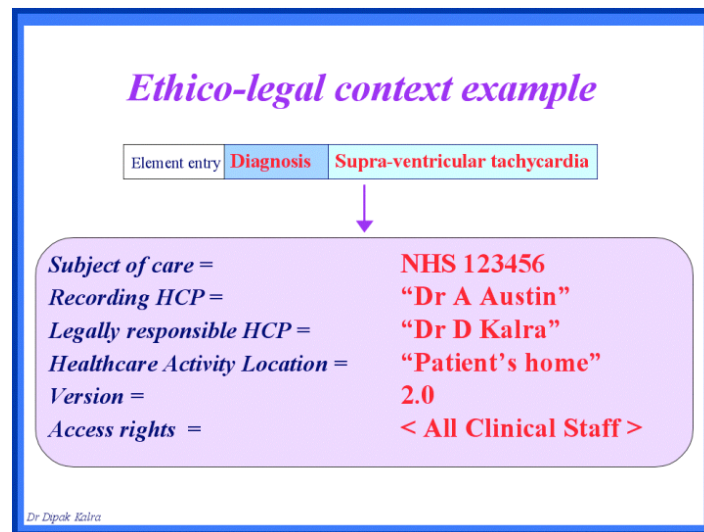 Ethico-legal context example
Element entry Diagnosis Supra-ventricular tachycardia
Subject of care = NHS 123456
Recording HCP = “Dr A Austin”
Legally responsible HCP = “Dr D Kalra”
Healthcare Activity Location = “Patient’s home”
Version = 2.0
Access rights = < All Clinical Staff >
Dr Dipak Kalra